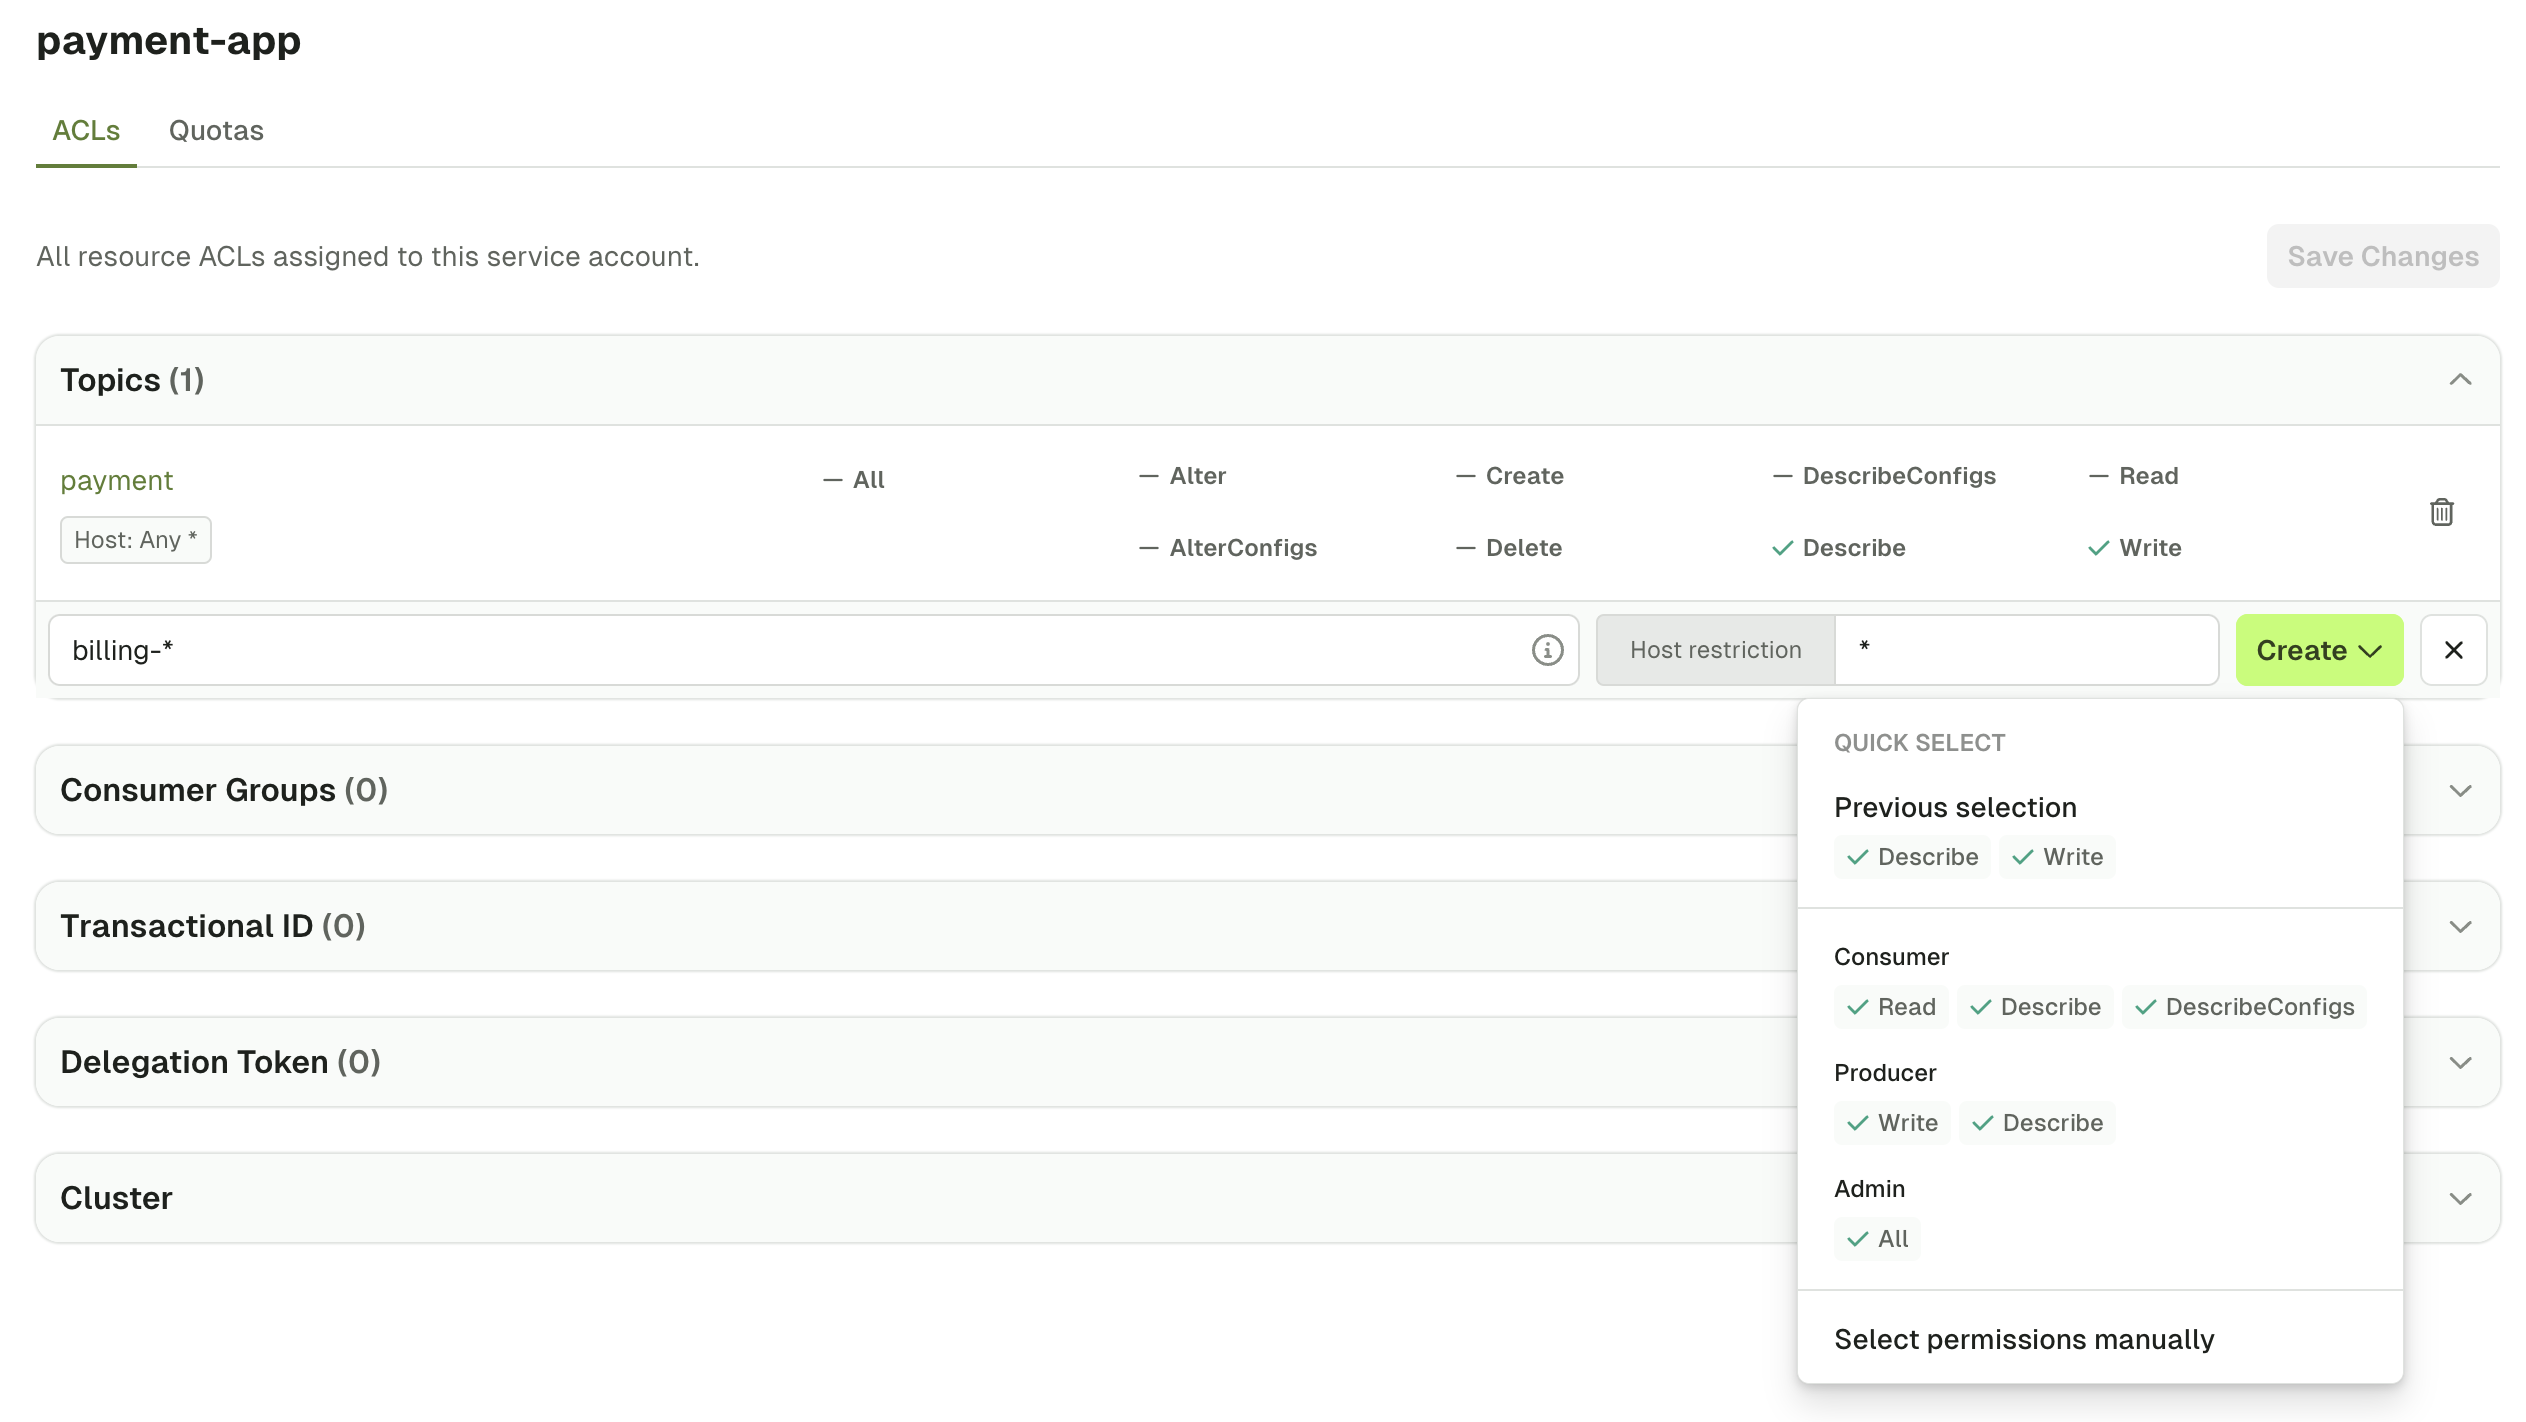 payment-app
ACLs Quotas
All resource ACLs assigned to this service account. Save Changes
Topics (1)
payment
Host: Any *
— All
— Alter
— Create
— DescribeConfigs
— Read
— AlterConfigs
— Delete
✓ Describe
✓ Write
billing-*
Host restriction *
Create
QUICK SELECT
Previous selection
✓ Describe ✓ Write
Consumer
✓ Read ✓ Describe ✓ DescribeConfigs
Producer
✓ Write ✓ Describe
Admin
✓ All
Select permissions manually
Consumer Groups (0)
Transactional ID (0)
Delegation Token (0)
Cluster